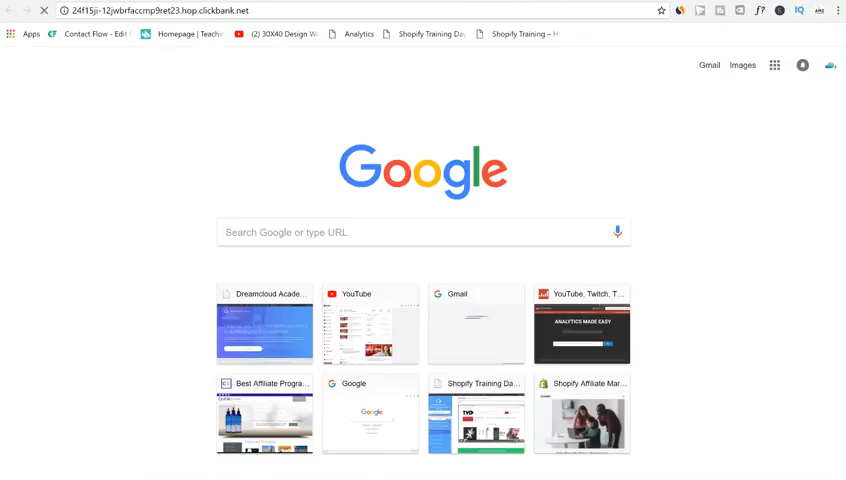 24f15ji-12jwbrfaccmp9ret23.hop.clickbank.net
Apps
Contact Flow - Edit
Homepage | Teachin
(2) 30X40 Design W
Analytics
Shopify Training Day
Shopify Training – H
Gmail
Images
Google
Search Google or type URL
Dreamcloud Acade...
YouTube
Gmail
YouTube, Twitch, T...
ANALYTICS MADE EASY
Best Affiliate Progra...
Google
Shopify Training Da...
Shopify Affiliate Mar...
Google